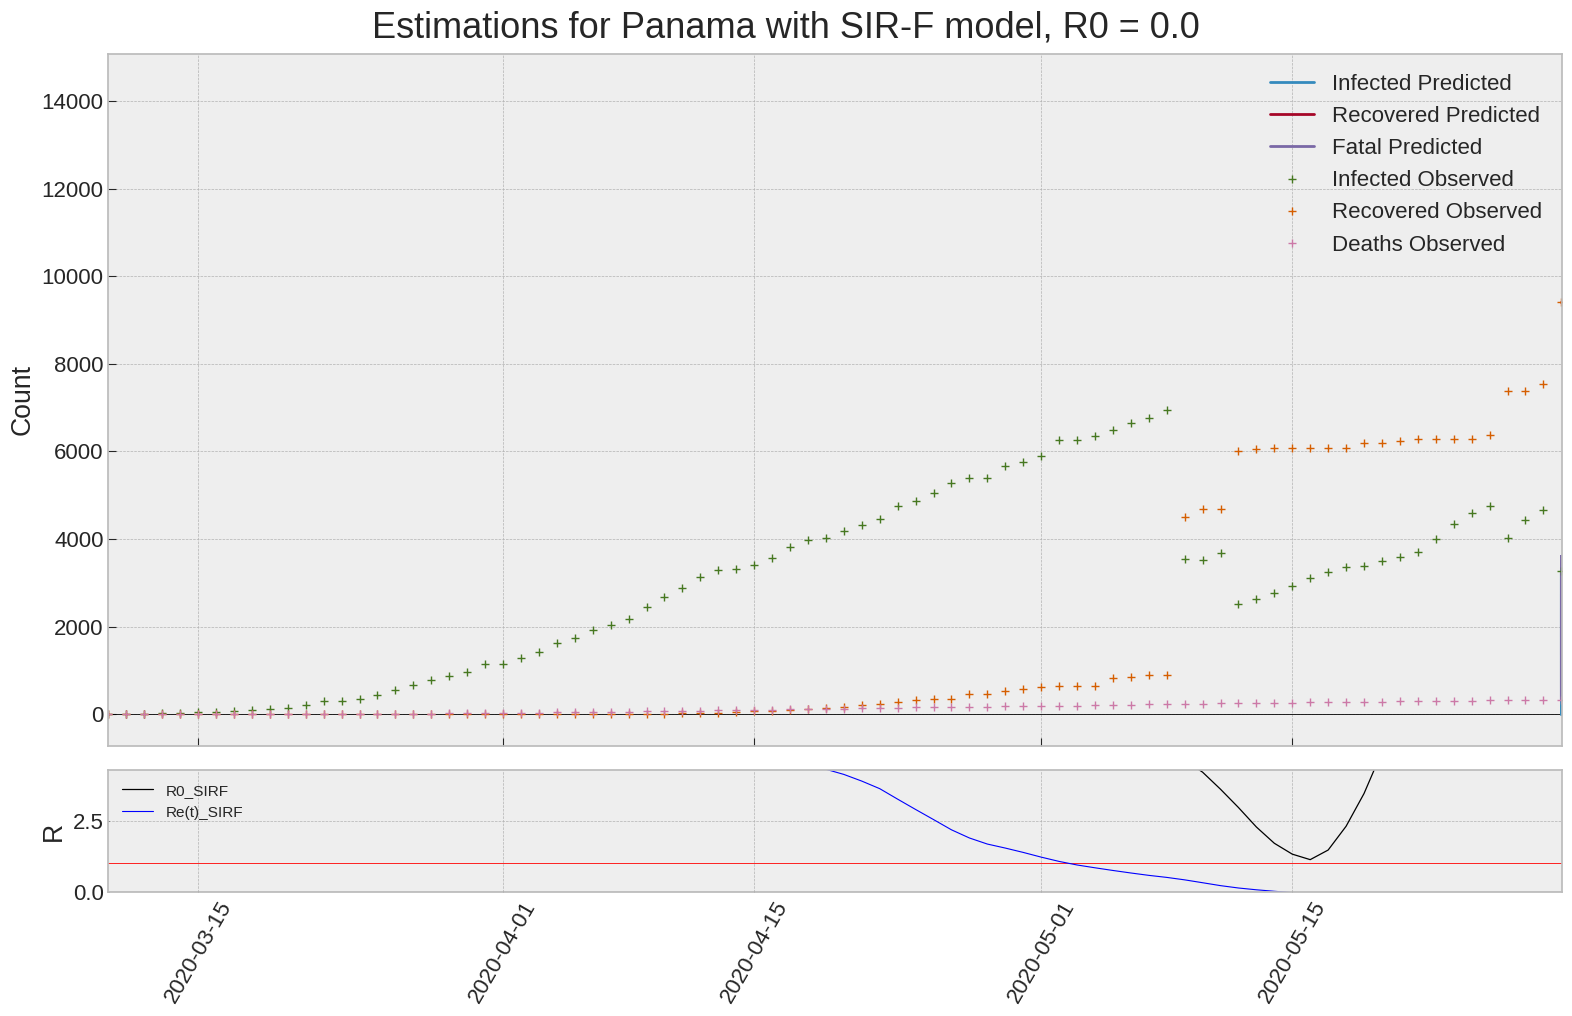 Estimations for Panama with SIR-F model, R0 = 0.0
14000
12000
10000
8000
6000
4000
2000
0
Count
Infected Predicted
Recovered Predicted
Fatal Predicted
Infected Observed
Recovered Observed
Deaths Observed
R0_SIRF
Re(t)_SIRF
2.5
0.0
R
2020-03-15
2020-04-01
2020-04-15
2020-05-01
2020-05-15